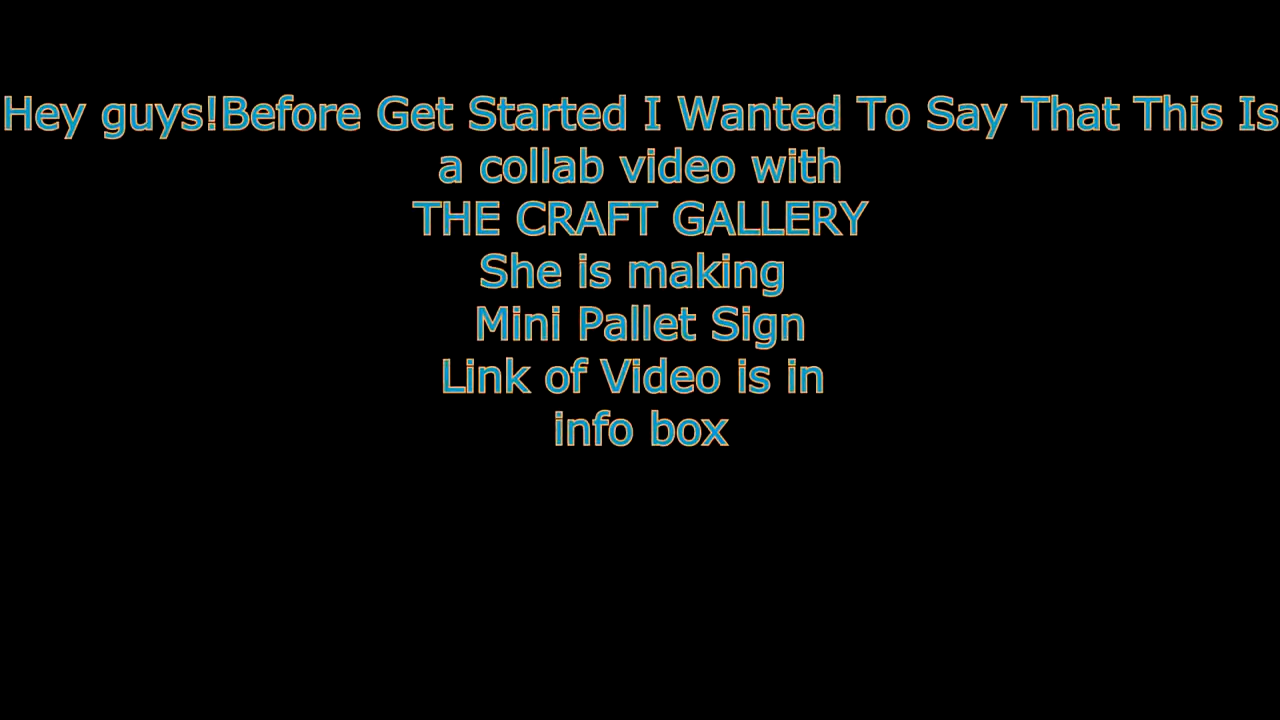 Hey guys!Before Get Started I Wanted To Say That This Is
a collab video with
THE CRAFT GALLERY
She is making
Mini Pallet Sign
Link of Video is in
info box